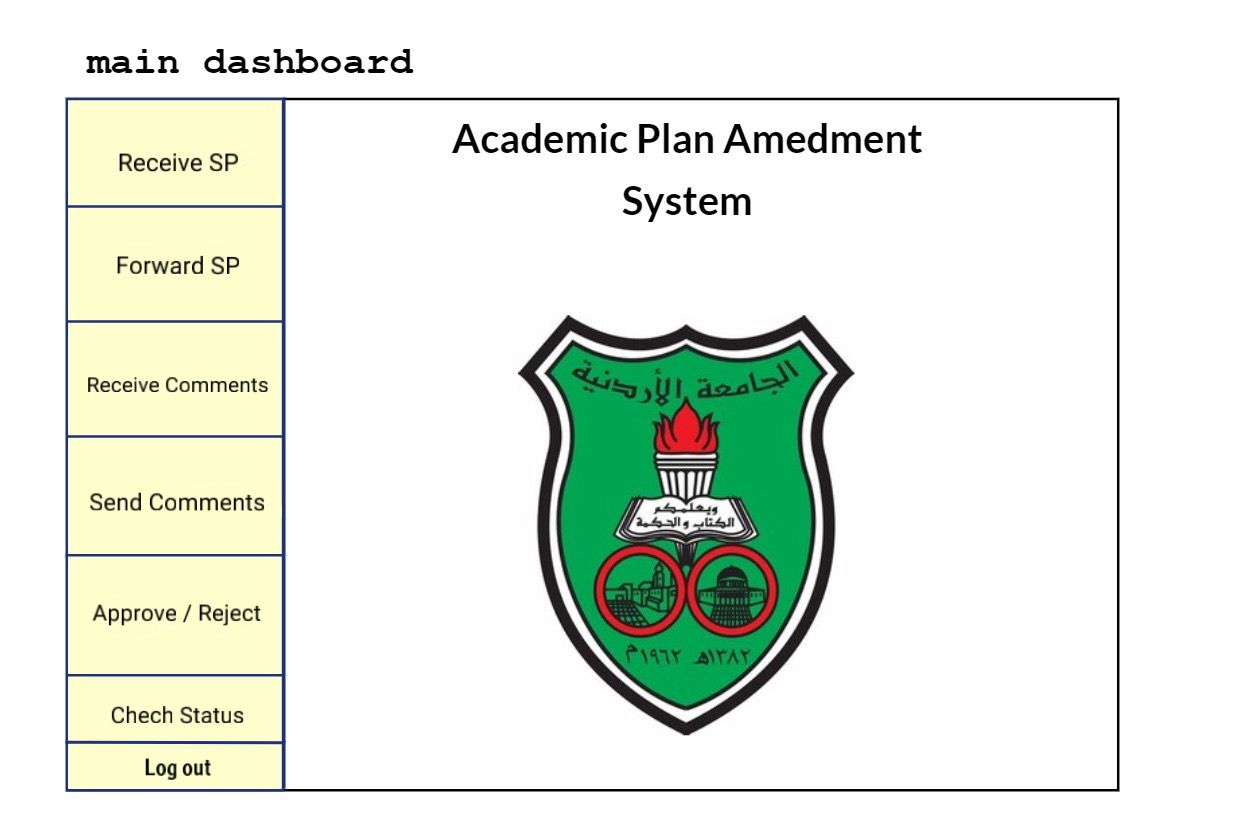 main dashboard
Receive SP
Forward SP
Receive Comments
Send Comments
Approve / Reject
Chech Status
Log out
Academic Plan Amedment
System
الجامعة الأردنية
ويعلمكم
الكتاب والحكمة
١٣٨٢هـ ١٩٦٢م